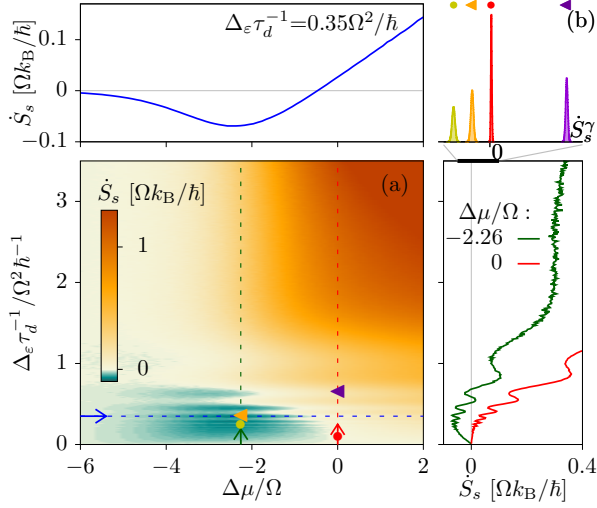 0.1
0
−0.1
Ṡ_s [Ωk_B/ħ]
Δ_ε τ_d^{-1}=0.35Ω²/ħ
(b)
Ṡ_s^γ
0
3
2
1
0
Δ_ε τ_d^{-1}/Ω²ħ^{-1}
Ṡ_s [Ωk_B/ħ]
1
0
(a)
−6 −4 −2 0 2
Δμ/Ω
Δμ/Ω :
−2.26
0
0 0.4
Ṡ_s [Ωk_B/ħ]